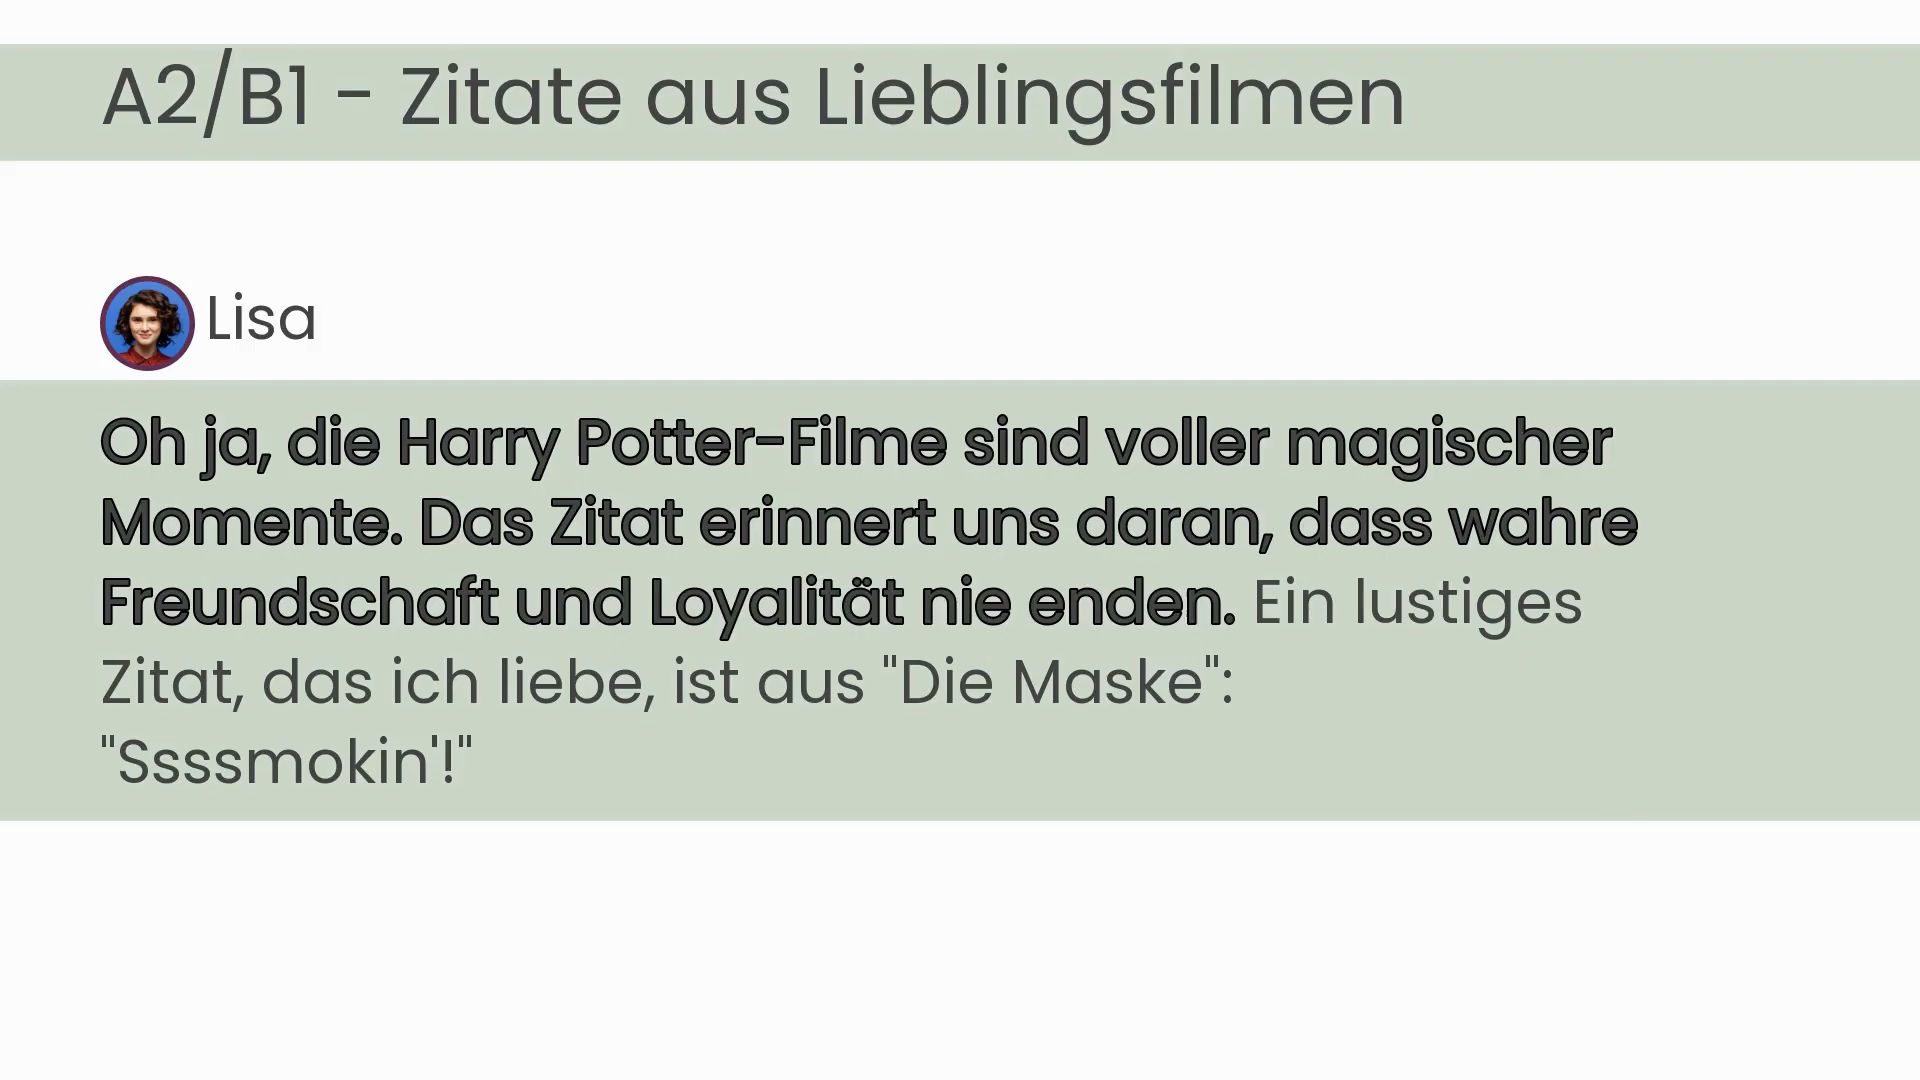 A2/B1 - Zitate aus Lieblingsfilmen
Lisa
Oh ja, die Harry Potter-Filme sind voller magischer
Momente. Das Zitat erinnert uns daran, dass wahre
Freundschaft und Loyalität nie enden. Ein lustiges
Zitat, das ich liebe, ist aus "Die Maske":
"Ssssmokin'!"